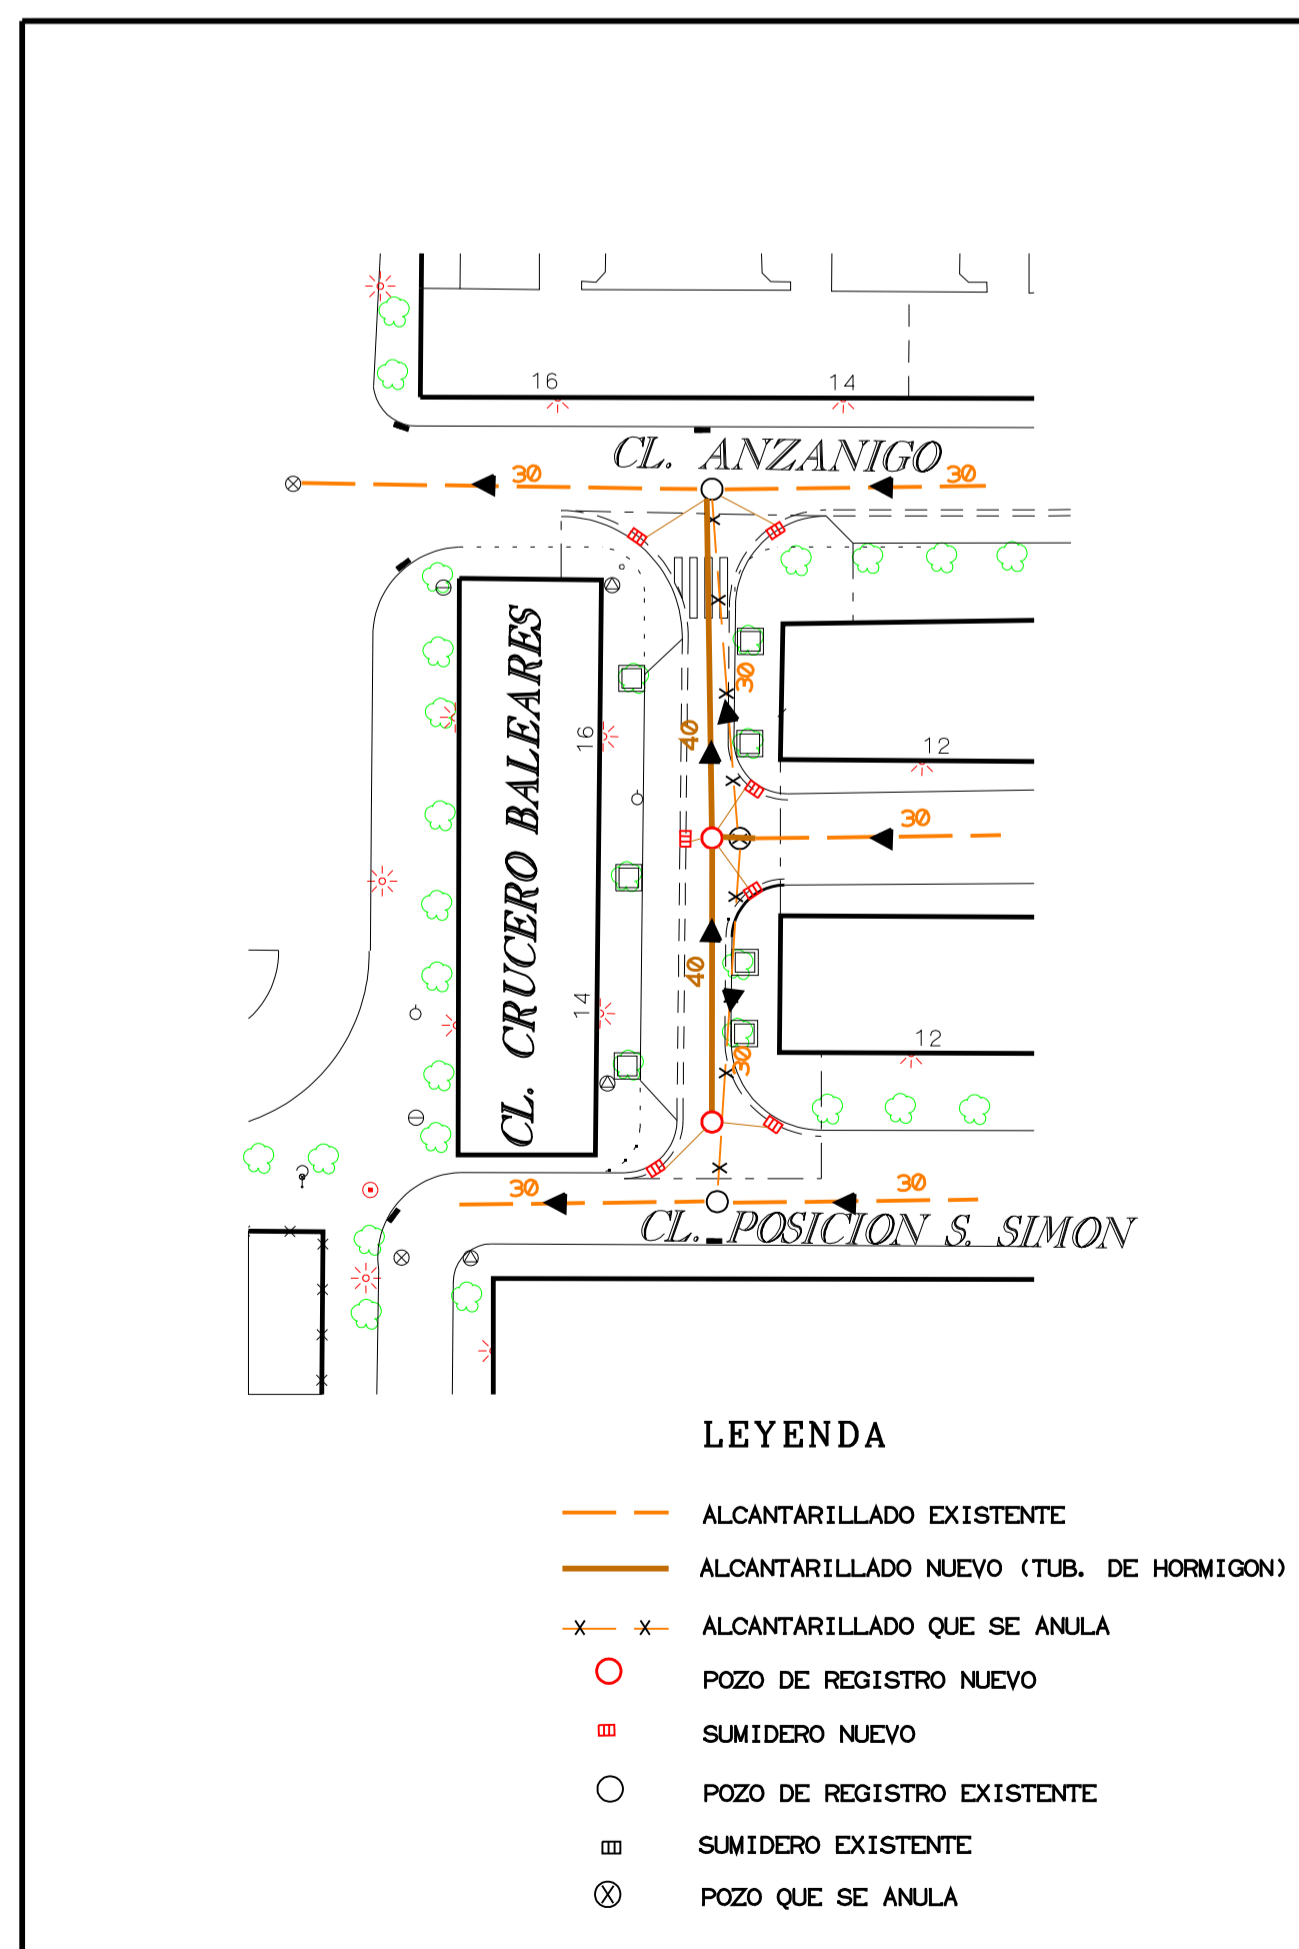 16
14
CL. ANZANIGO
30
30
CL. CRUCERO BALEARES
30
16
40
12
30
40
14
12
30
30
30
CL. POSICION S. SIMON
LEYENDA
ALCANTARILLADO EXISTENTE
ALCANTARILLADO NUEVO (TUB. DE HORMIGON)
ALCANTARILLADO QUE SE ANULA
POZO DE REGISTRO NUEVO
SUMIDERO NUEVO
POZO DE REGISTRO EXISTENTE
SUMIDERO EXISTENTE
POZO QUE SE ANULA